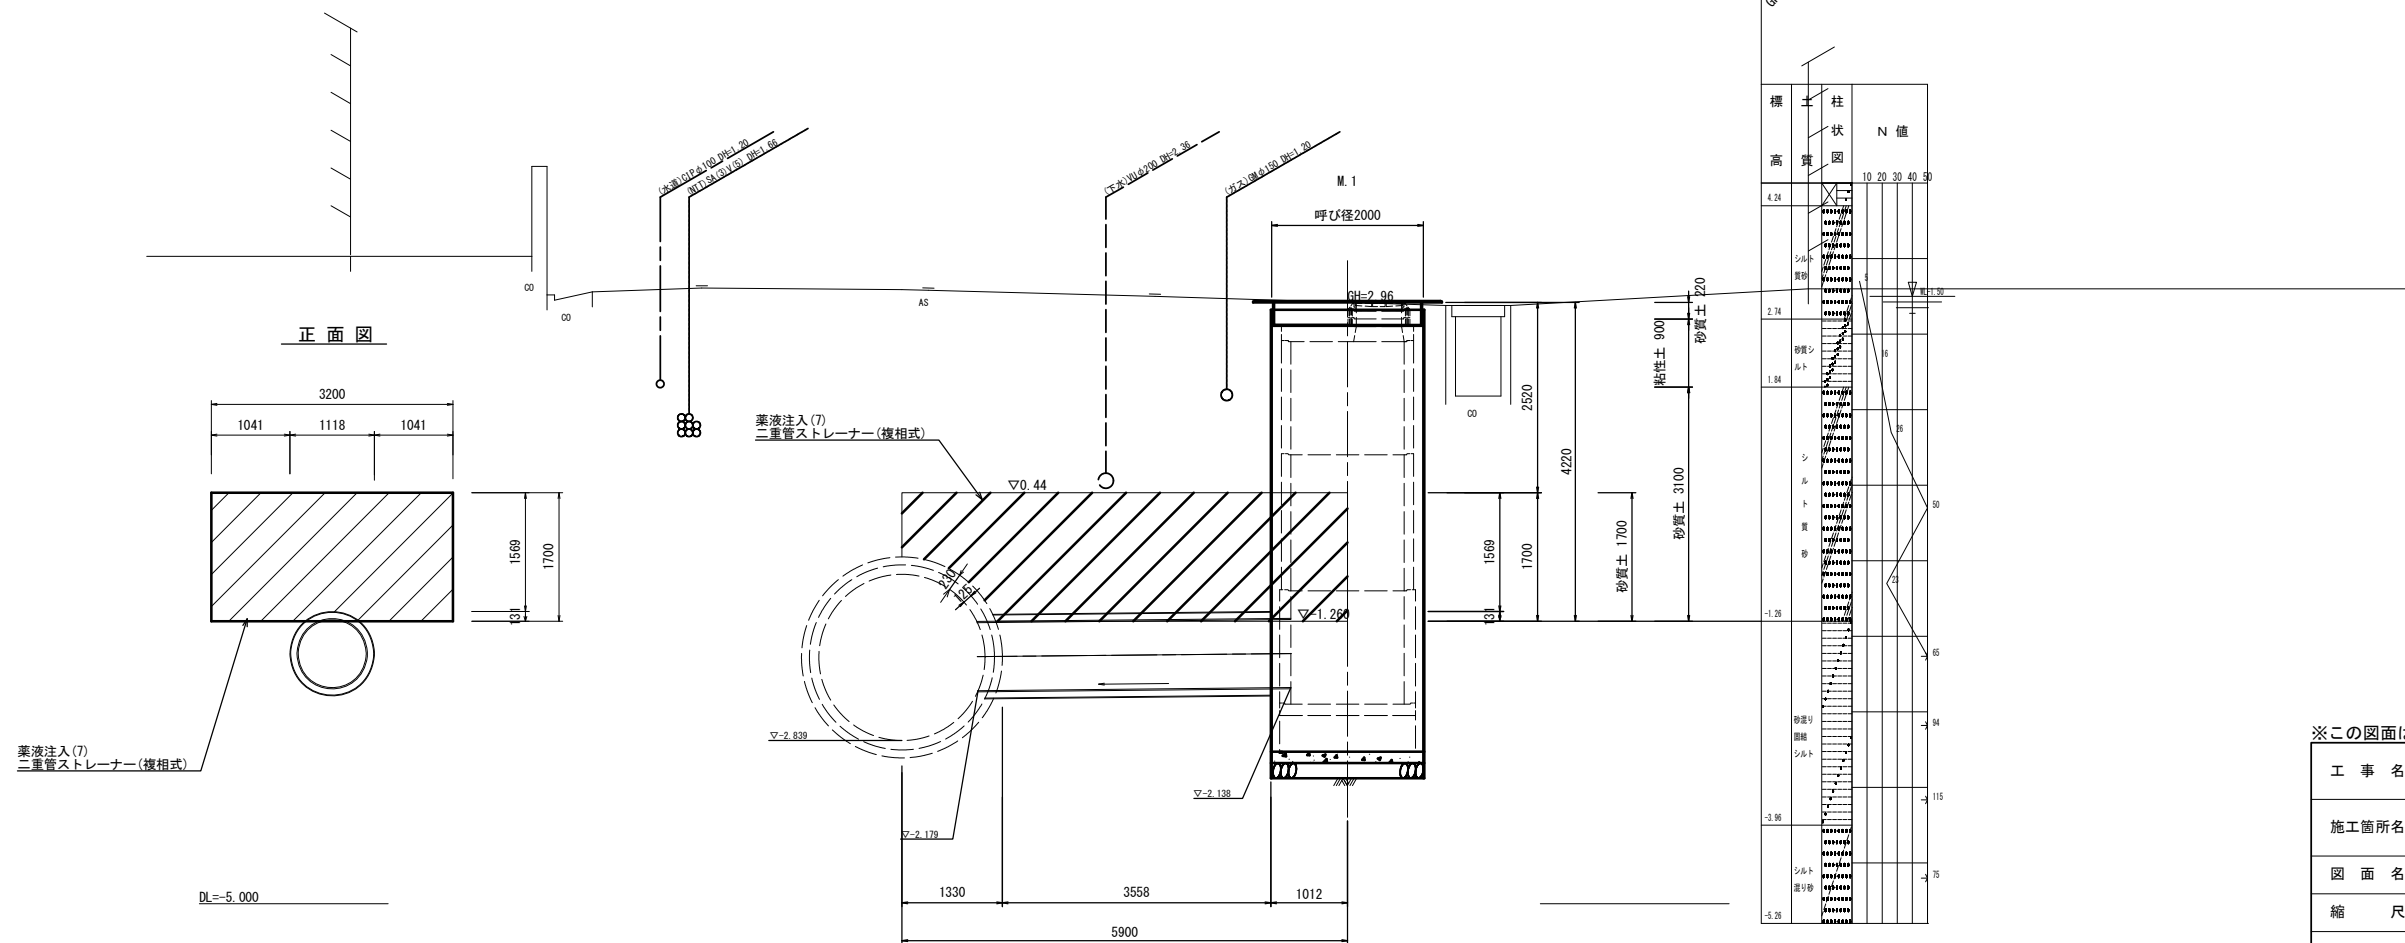 正面図
3200
1041 1118 1041
1569
1700
131
薬液注入(7)
二重管ストレーナー(複相式)
DL=-5.000
CO
CO
AS
(水道)CIPφ100 DH=1.20
(NTT)SA(3)V(5) DH=1.66
(下水)VUφ200 DH=2.36
(ガス)GMφ150 DH=1.20
薬液注入(7)
二重管ストレーナー(複相式)
▽0.44
230
125
▽-1.260
▽-2.839
▽-2.179
▽-2.138
1330 3558 1012
5900
M.1
呼び径2000
GH=2.96
CO
2520
4220
1569
1700
131
砂質土 1700
砂質土 220
粘性土 900
砂質土 3100
標高
土質
柱状図
N 値
10 20 30 40 50
4.24
シルト
質砂
5
WL-1.50
2.74
砂質シ
ルト
16
1.84
26
シルト質砂
50
23
-1.26
65
砂混り
固結
シルト
94
115
-3.96
シルト
混り砂
75
-5.26
※この図面は
工事名
施工箇所名
図面名
縮尺